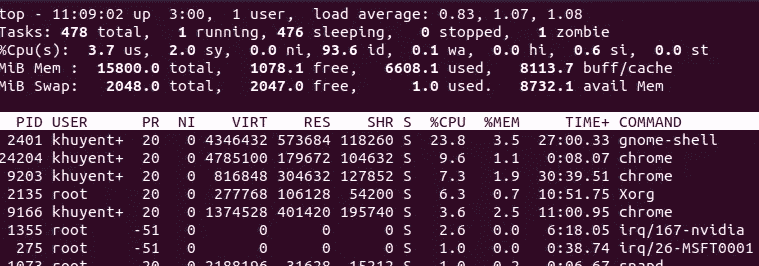 top - 11:09:02 up  3:00,  1 user,  load average: 0.83, 1.07, 1.08
Tasks: 478 total,   1 running, 476 sleeping,   0 stopped,   1 zombie
%Cpu(s):  3.7 us,  2.0 sy,  0.0 ni, 93.6 id,  0.1 wa,  0.0 hi,  0.6 si,  0.0 st
MiB Mem :  15800.0 total,   1078.1 free,   6608.1 used,   8113.7 buff/cache
MiB Swap:   2048.0 total,   2047.0 free,      1.0 used.   8732.1 avail Mem
PID USER      PR  NI    VIRT    RES    SHR S  %CPU  %MEM     TIME+ COMMAND
2401 khuyent+  20   0 4346432 573684 118260 S  23.8   3.5  27:00.33 gnome-shell
24204 khuyent+  20   0 4785100 179672 104632 S   9.6   1.1   0:08.07 chrome
9203 khuyent+  20   0  816848 304632 127852 S   7.3   1.9  30:39.51 chrome
2135 root      20   0  277768 106128  54200 S   6.3   0.7  10:51.75 Xorg
9166 khuyent+  20   0 1374528 401420 195740 S   3.6   2.5  11:00.95 chrome
1355 root     -51   0       0      0      0 S   2.6   0.0   6:18.05 irq/167-nvidia
275 root     -51   0       0      0      0 S   1.0   0.0   0:38.74 irq/26-MSFT0001
1073 root      20   0 2188196  31628  15212 S   1.0   0.2   0:06.67 snapd